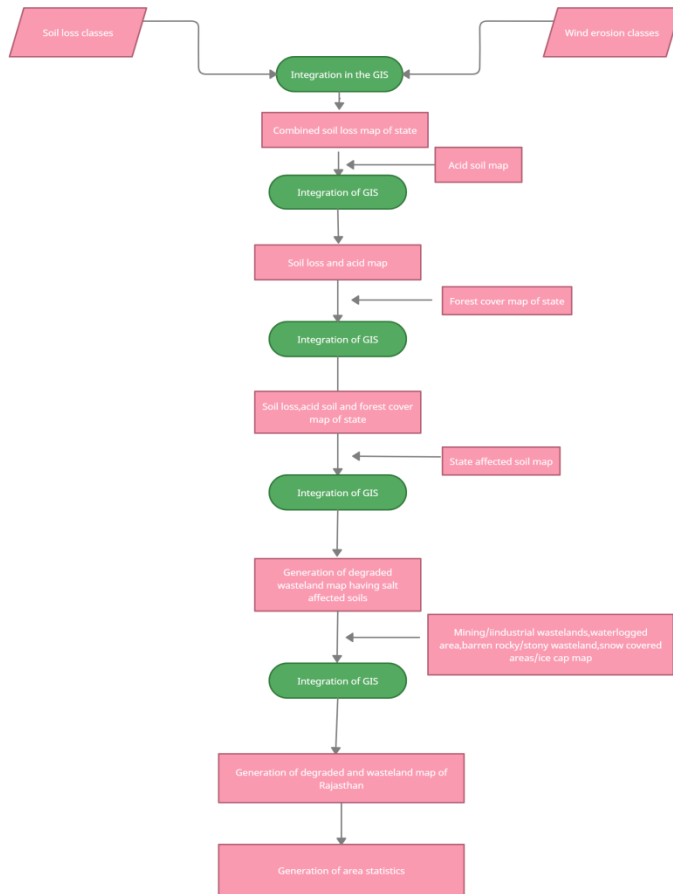 Soil loss classes
Wind erosion classes
Integration in the GIS
Combined soil loss map of state
Acid soil map
Integration of GIS
Soil loss and acid map
Forest cover map of state
Integration of GIS
Soil loss,acid soil and forest cover
map of state
State affected soil map
Integration of GIS
Generation of degraded
wasteland map having salt
affected soils
Mining/iindustrial wastelands,waterlogged
area,barren rocky/stony wasteland,snow covered
areas/ice cap map
Integration of GIS
Generation of degraded and wasteland map of
Rajasthan
Generation of area statistics